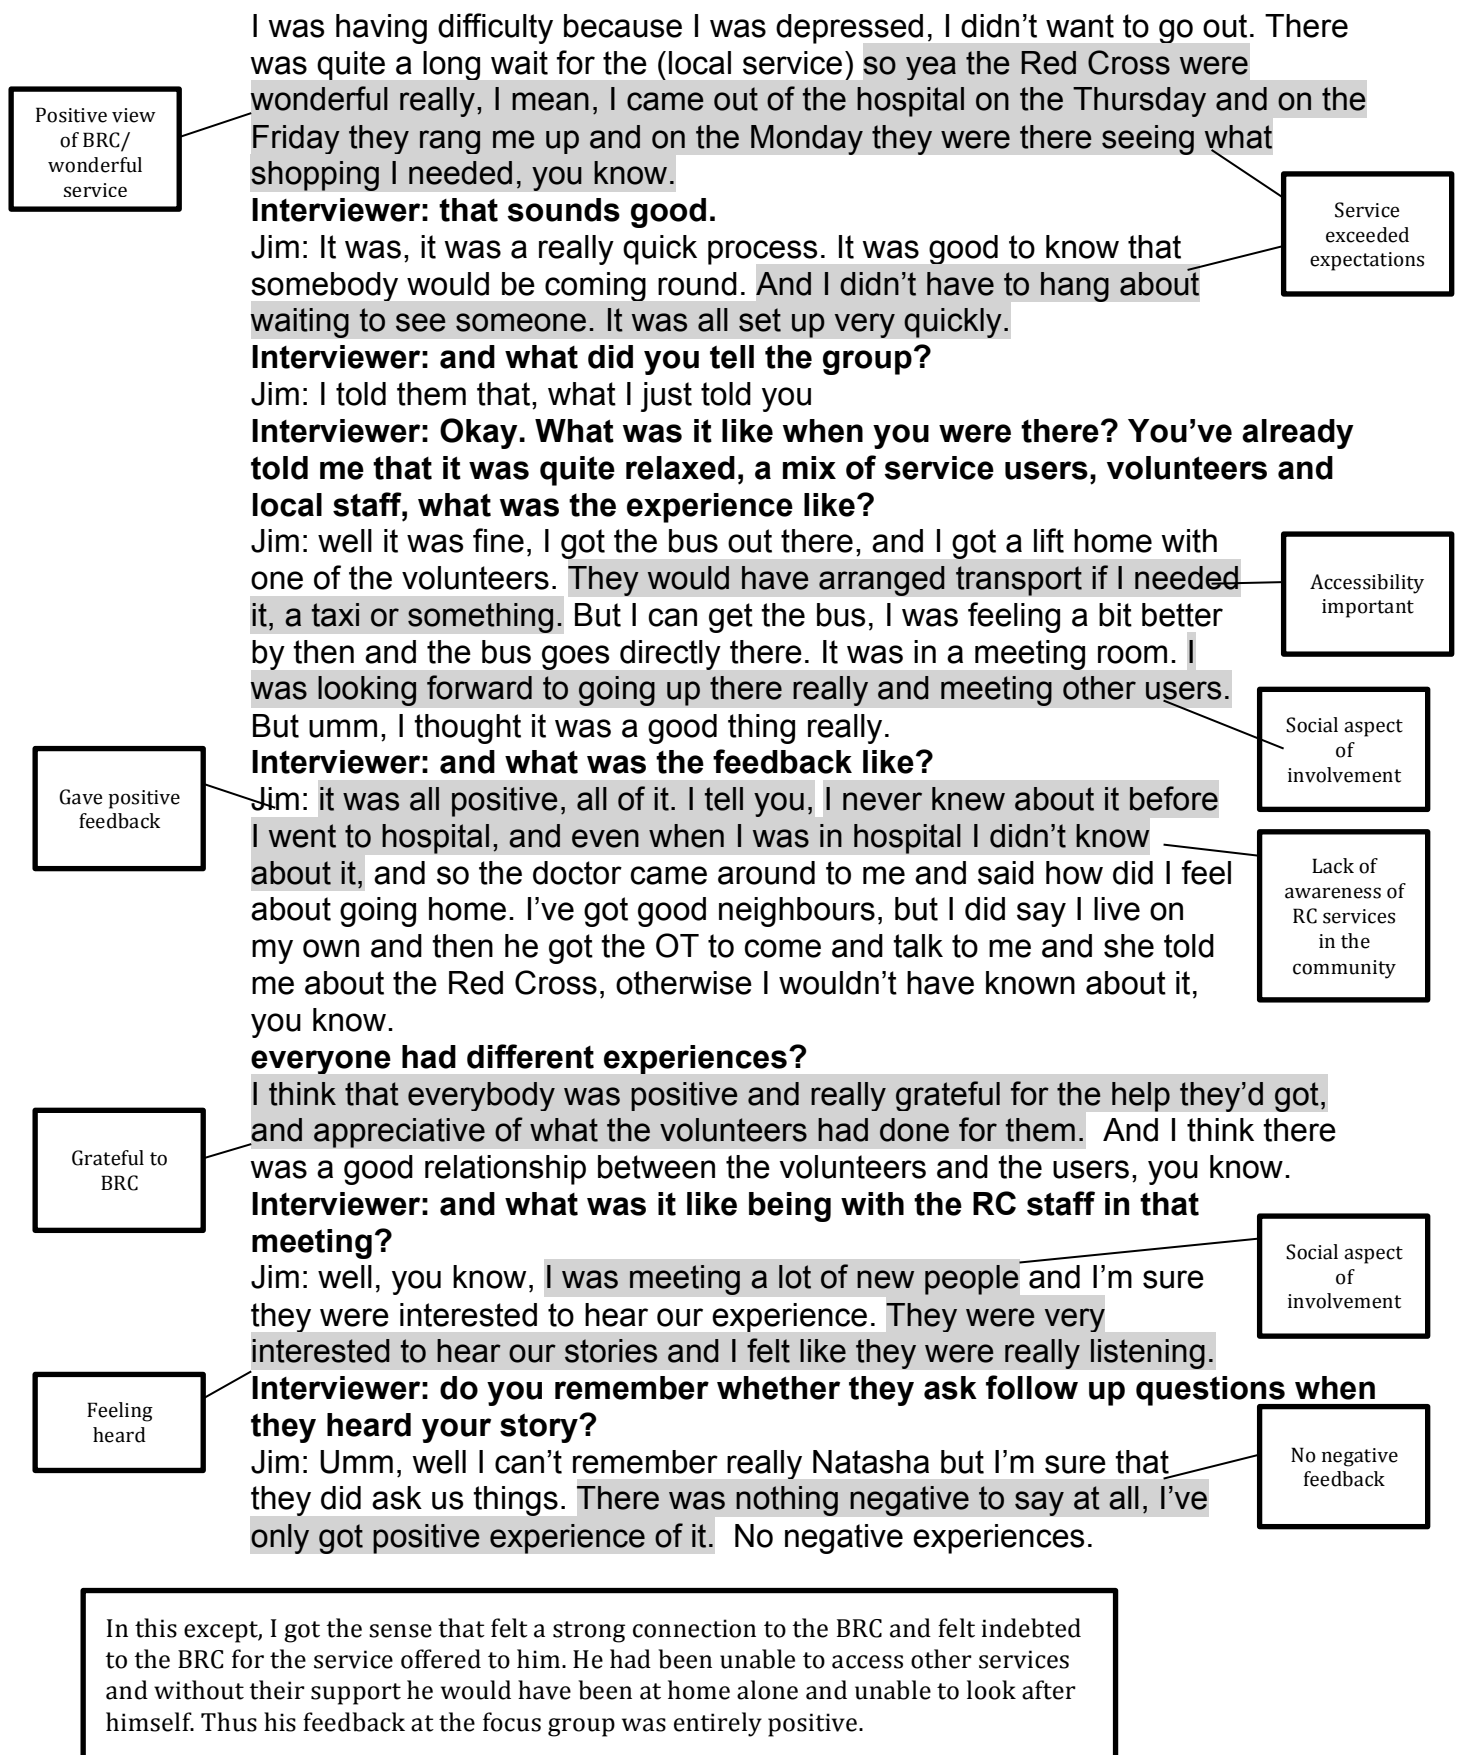 I was having difficulty because I was depressed, I didn’t want to go out. There
was quite a long wait for the (local service) so yea the Red Cross were
wonderful really, I mean, I came out of the hospital on the Thursday and on the
Friday they rang me up and on the Monday they were there seeing what
shopping I needed, you know.
Positive view
of BRC/
wonderful
service
Interviewer: that sounds good.
Jim: It was, it was a really quick process. It was good to know that
somebody would be coming round. And I didn’t have to hang about
waiting to see someone. It was all set up very quickly.
Service
exceeded
expectations
Interviewer: and what did you tell the group?
Jim: I told them that, what I just told you
Interviewer: Okay. What was it like when you were there? You’ve already
told me that it was quite relaxed, a mix of service users, volunteers and
local staff, what was the experience like?
Jim: well it was fine, I got the bus out there, and I got a lift home with
one of the volunteers. They would have arranged transport if I needed
it, a taxi or something. But I can get the bus, I was feeling a bit better
by then and the bus goes directly there. It was in a meeting room. I
was looking forward to going up there really and meeting other users.
But umm, I thought it was a good thing really.
Accessibility
important
Social aspect
of
involvement
Interviewer: and what was the feedback like?
Jim: it was all positive, all of it. I tell you, I never knew about it before
I went to hospital, and even when I was in hospital I didn’t know
about it, and so the doctor came around to me and said how did I feel
about going home. I’ve got good neighbours, but I did say I live on
my own and then he got the OT to come and talk to me and she told
me about the Red Cross, otherwise I wouldn’t have known about it,
you know.
Gave positive
feedback
Lack of
awareness of
RC services
in the
community
everyone had different experiences?
I think that everybody was positive and really grateful for the help they’d got,
and appreciative of what the volunteers had done for them. And I think there
was a good relationship between the volunteers and the users, you know.
Grateful to
BRC
Interviewer: and what was it like being with the RC staff in that
meeting?
Jim: well, you know, I was meeting a lot of new people and I’m sure
they were interested to hear our experience. They were very
interested to hear our stories and I felt like they were really listening.
Social aspect
of
involvement
Feeling
heard
Interviewer: do you remember whether they ask follow up questions when
they heard your story?
Jim: Umm, well I can’t remember really Natasha but I’m sure that
they did ask us things. There was nothing negative to say at all, I’ve
only got positive experience of it. No negative experiences.
No negative
feedback
In this except, I got the sense that felt a strong connection to the BRC and felt indebted
to the BRC for the service offered to him. He had been unable to access other services
and without their support he would have been at home alone and unable to look after
himself. Thus his feedback at the focus group was entirely positive.